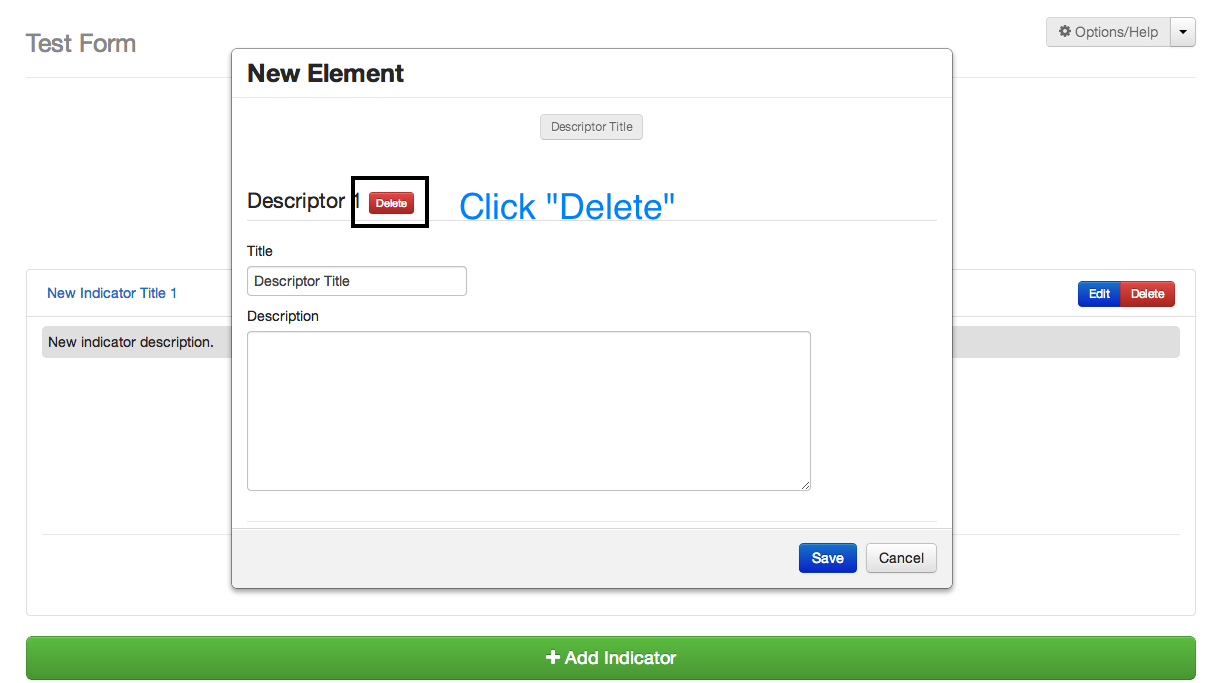 Test Form
Options/Help
New Element
Descriptor Title
Descriptor 1 Delete
Click "Delete"
Title
Descriptor Title
Description
New Indicator Title 1
Edit Delete
New indicator description.
Save Cancel
Add Indicator